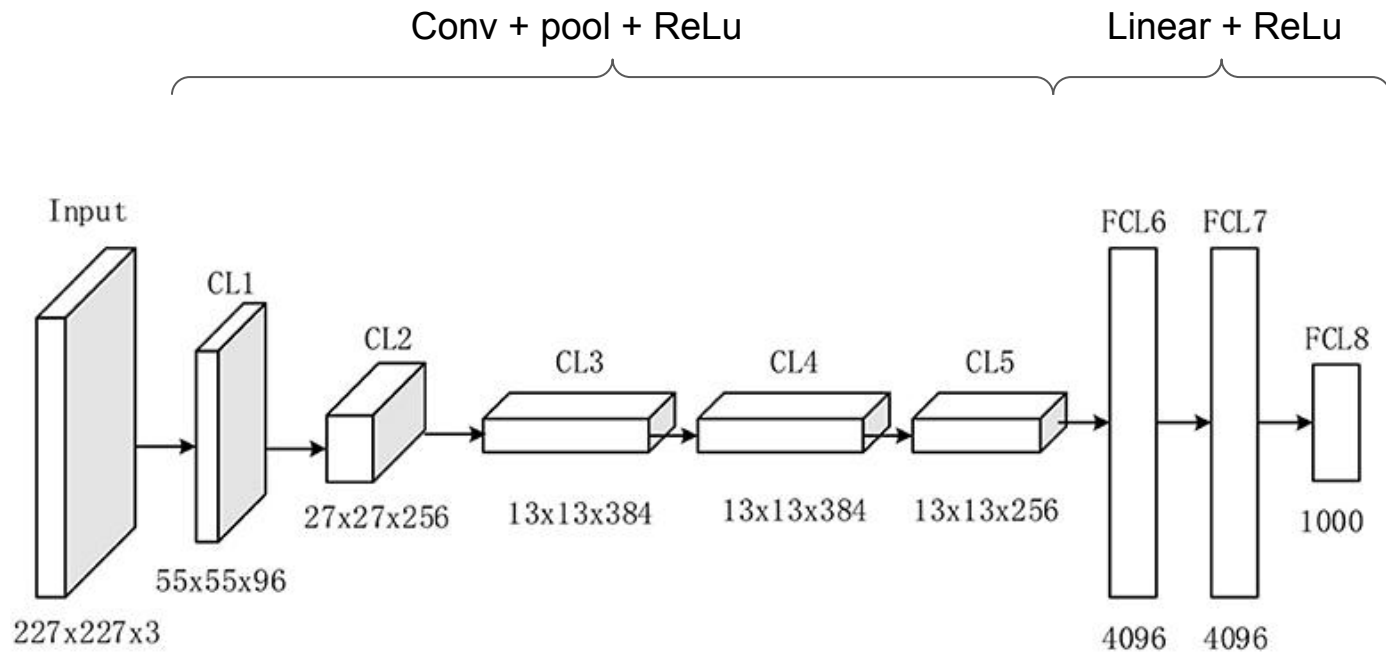 Conv + pool + ReLu
Linear + ReLU
Input
CL1
CL2
CL3
CL4
CL5
FCL6
FCL7
FCL8
227x227x3
55x55x96
27x27x256
13x13x384
13x13x384
13x13x256
4096
4096
1000